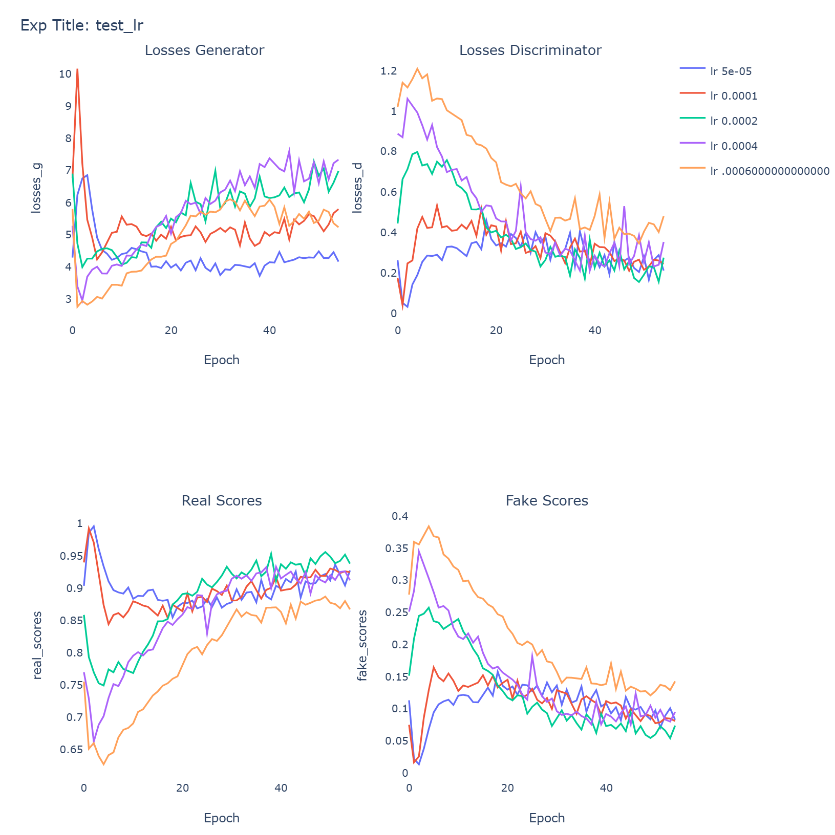 Exp Title: test_lr
Losses Generator
Losses Discriminator
10
9
8
7
6
5
4
3
losses_g
0
20
40
Epoch
1.2
1
0.8
0.6
0.4
0.2
0
losses_d
0
20
40
Epoch
lr 5e-05
lr 0.0001
lr 0.0002
lr 0.0004
lr .0006000000000000
Real Scores
Fake Scores
1
0.95
0.9
0.85
0.8
0.75
0.7
0.65
real_scores
0
20
40
Epoch
0.4
0.35
0.3
0.25
0.2
0.15
0.1
0.05
0
fake_scores
0
20
40
Epoch